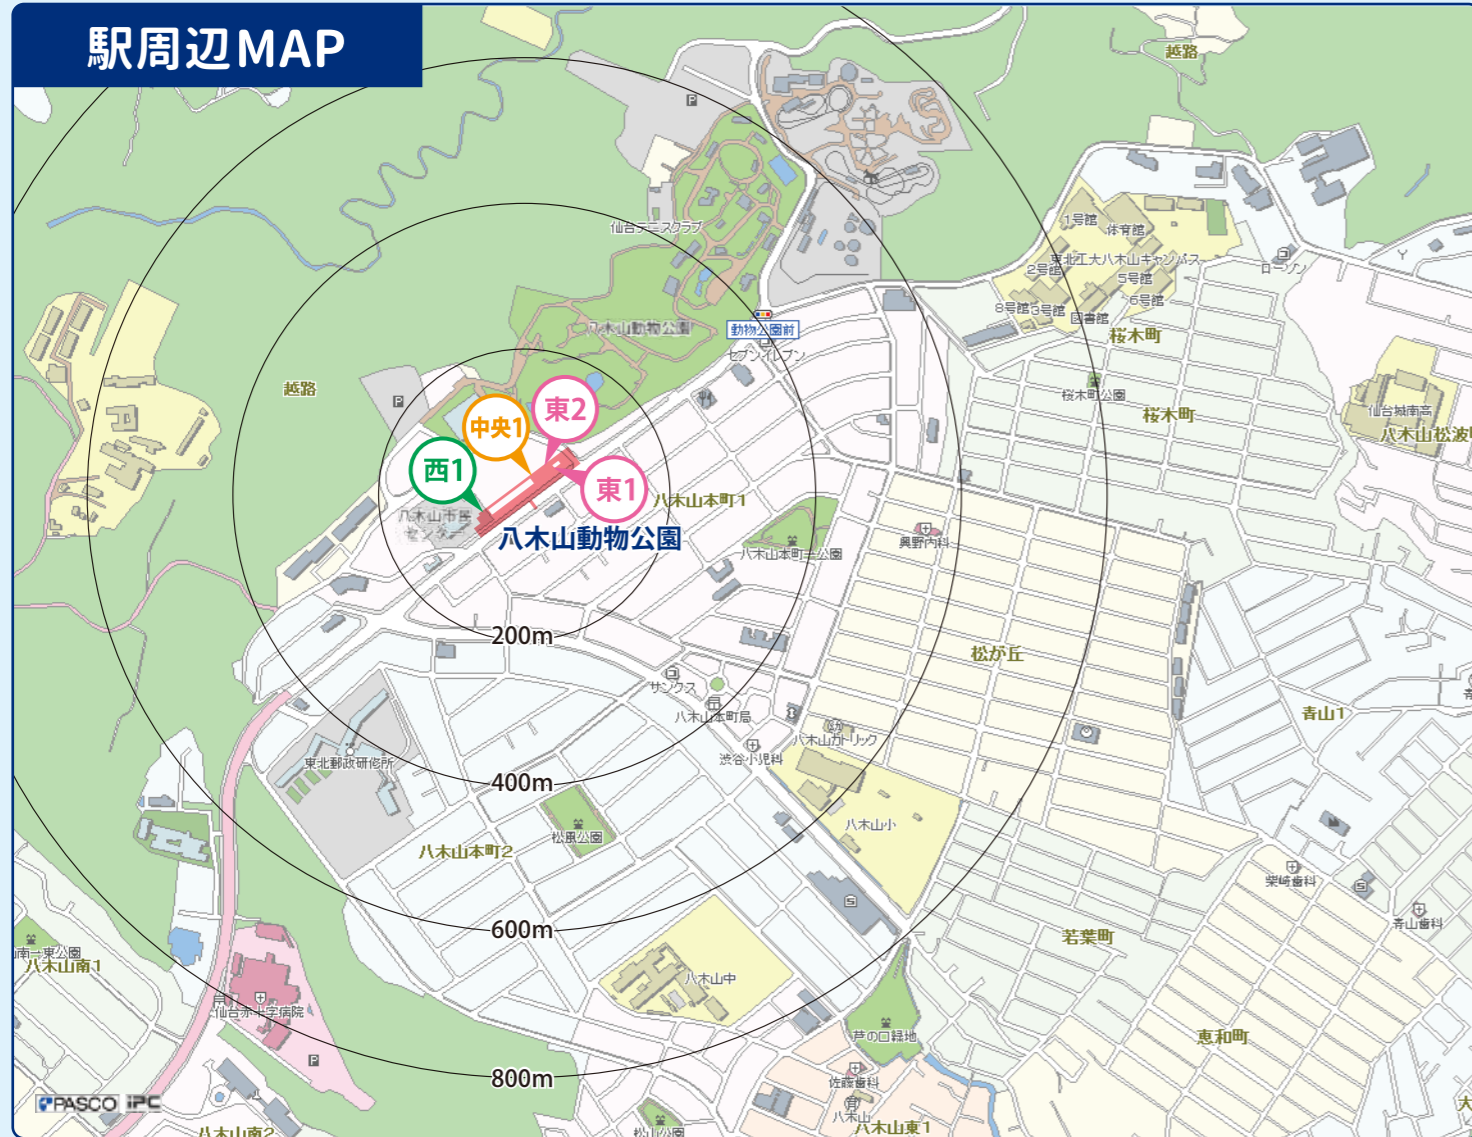 駅周辺MAP
越路
P
仙台テニスクラブ
1号館
体育館
東北工大八木山キャンパス
2号館
5号館
6号館
8号館
3号館
図書館
ローソン
八木山動物公園
動物公園前
セブンイレブン
桜木町
桜木町公園
桜木町
仙台城南高
越路
P
東2
中央1
西1
東1
八木山市民
センター
八木山動物公園
八木山本町1
八木山本町一公園
興野内科
200m
松が丘
サンクス
八木山本町局
八木山カトリック
渋谷小児科
青山1
東北郵政研修所
400m
松風公園
八木山小
八木山本町2
柴崎歯科
青山歯科
600m
若葉町
八木山南1
八木山中
仙台赤十字病院
P
芦の口緑地
恵和町
800m
佐藤歯科
八木山
八木山東1
松山公園
八木山南2
PASCO iPC